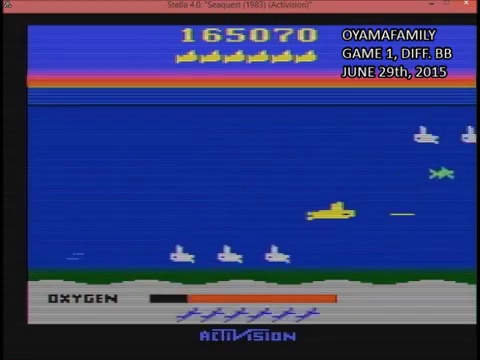 Stella 4.0: "Seaquest (1983) (Activision)"
165070
OYAMAFAMILY
GAME 1, DIFF. BB
JUNE 29th, 2015
OXYGEN
ACTIVISION